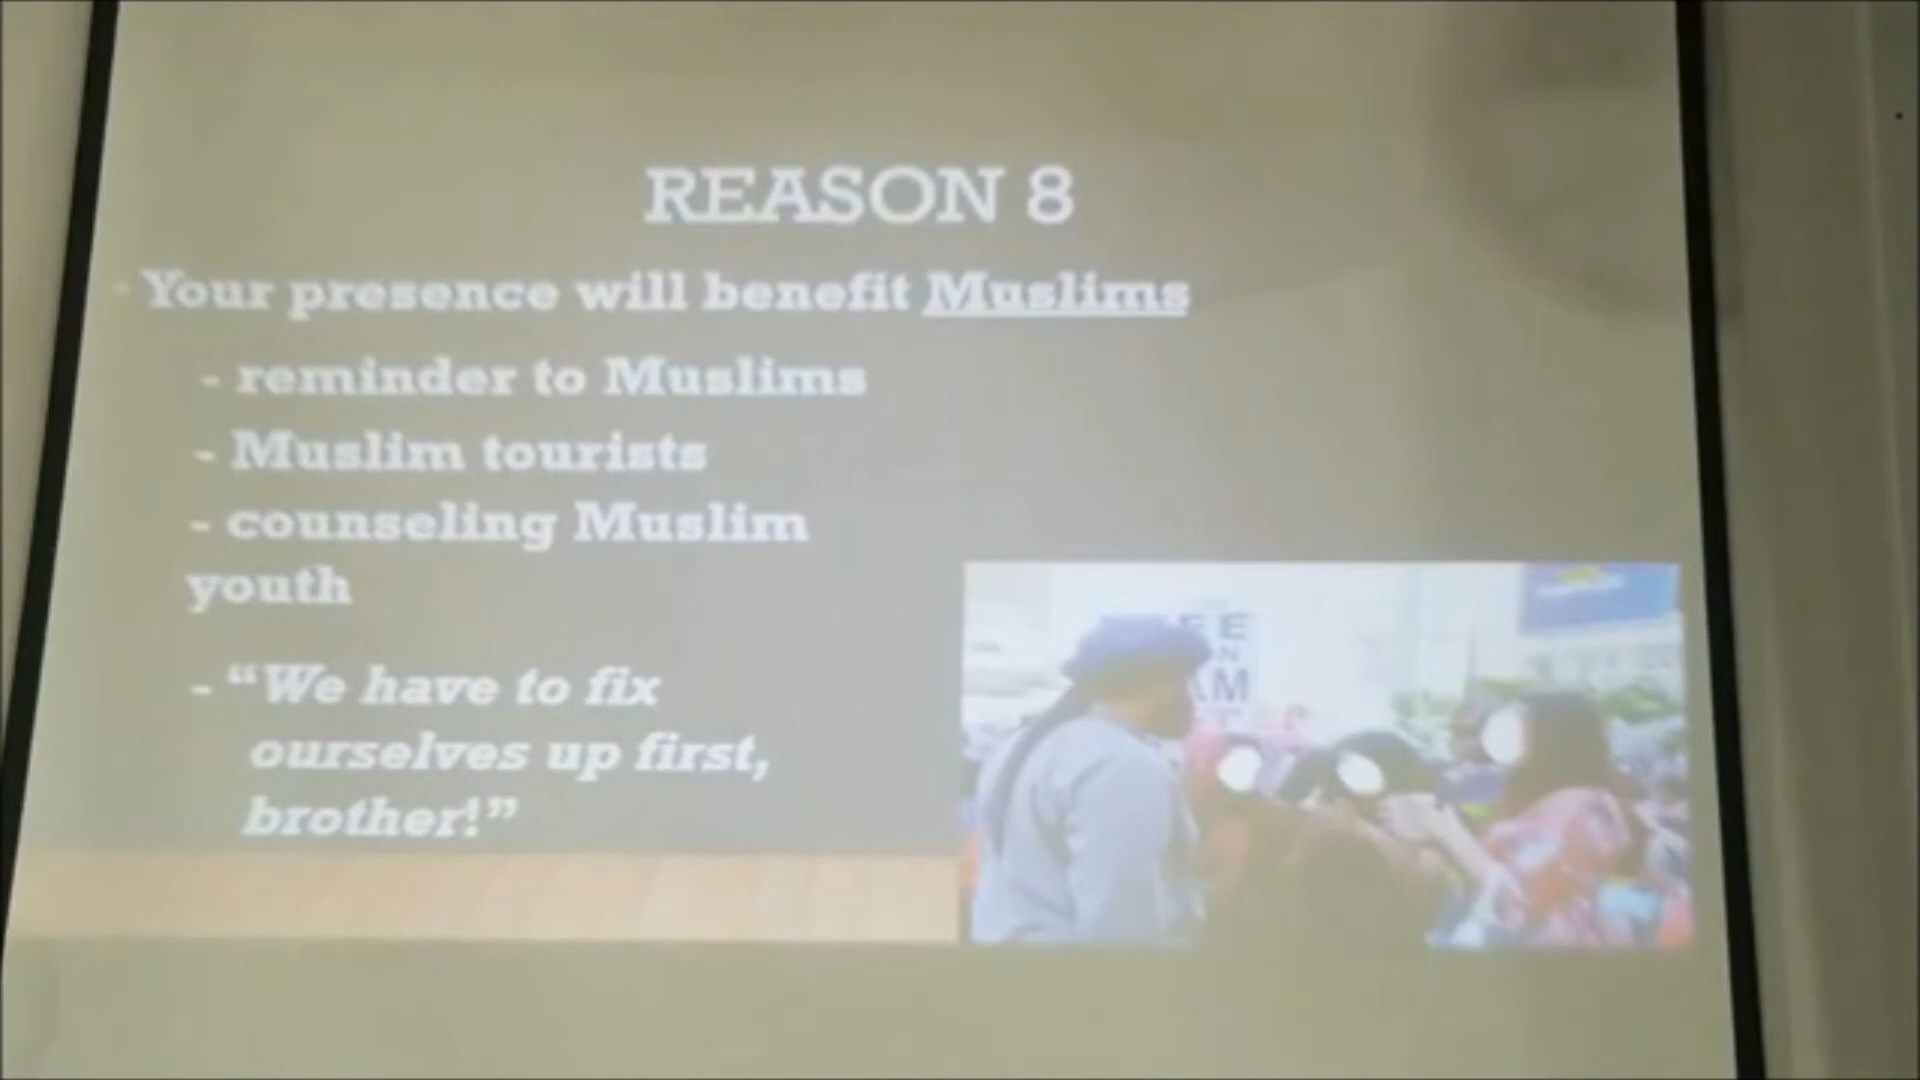 REASON 8
Your presence will benefit Muslims
- reminder to Muslims
- Muslim tourists
- counseling Muslim
youth
- “We have to fix
ourselves up first,
brother!”